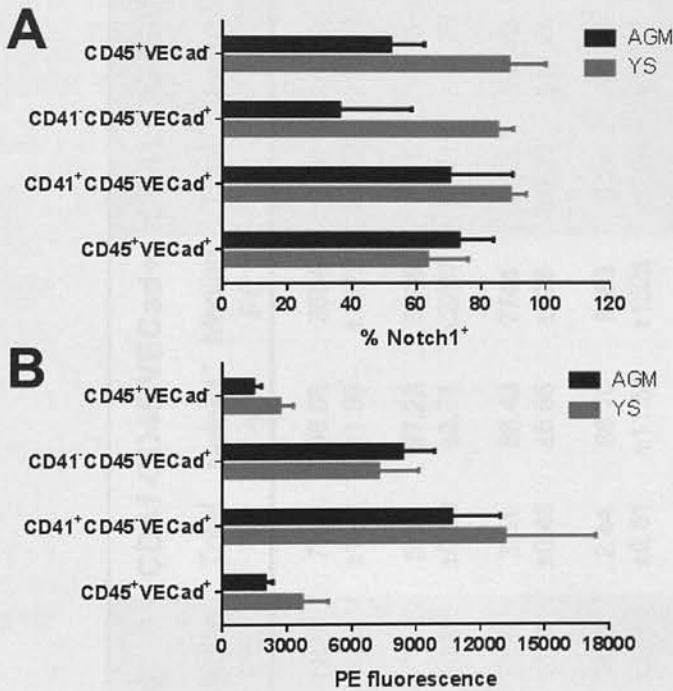 A
AGM
YS
CD45⁺VECad⁻
CD41⁻CD45⁻VECad⁺
CD41⁺CD45⁻VECad⁺
CD45⁺VECad⁺
0 20 40 60 80 100 120
% Notch1⁺
B
AGM
YS
CD45⁺VECad⁻
CD41⁻CD45⁻VECad⁺
CD41⁺CD45⁻VECad⁺
CD45⁺VECad⁺
0 3000 6000 9000 12000 15000 18000
PE fluorescence